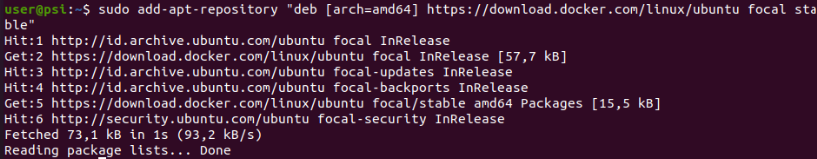 user@psi:~$ sudo add-apt-repository "deb [arch=amd64] https://download.docker.com/linux/ubuntu focal sta
ble"
Hit:1 http://id.archive.ubuntu.com/ubuntu focal InRelease
Get:2 https://download.docker.com/linux/ubuntu focal InRelease [57,7 kB]
Hit:3 http://id.archive.ubuntu.com/ubuntu focal-updates InRelease
Hit:4 http://id.archive.ubuntu.com/ubuntu focal-backports InRelease
Get:5 https://download.docker.com/linux/ubuntu focal/stable amd64 Packages [15,5 kB]
Hit:6 http://security.ubuntu.com/ubuntu focal-security InRelease
Fetched 73,1 kB in 1s (93,2 kB/s)
Reading package lists... Done